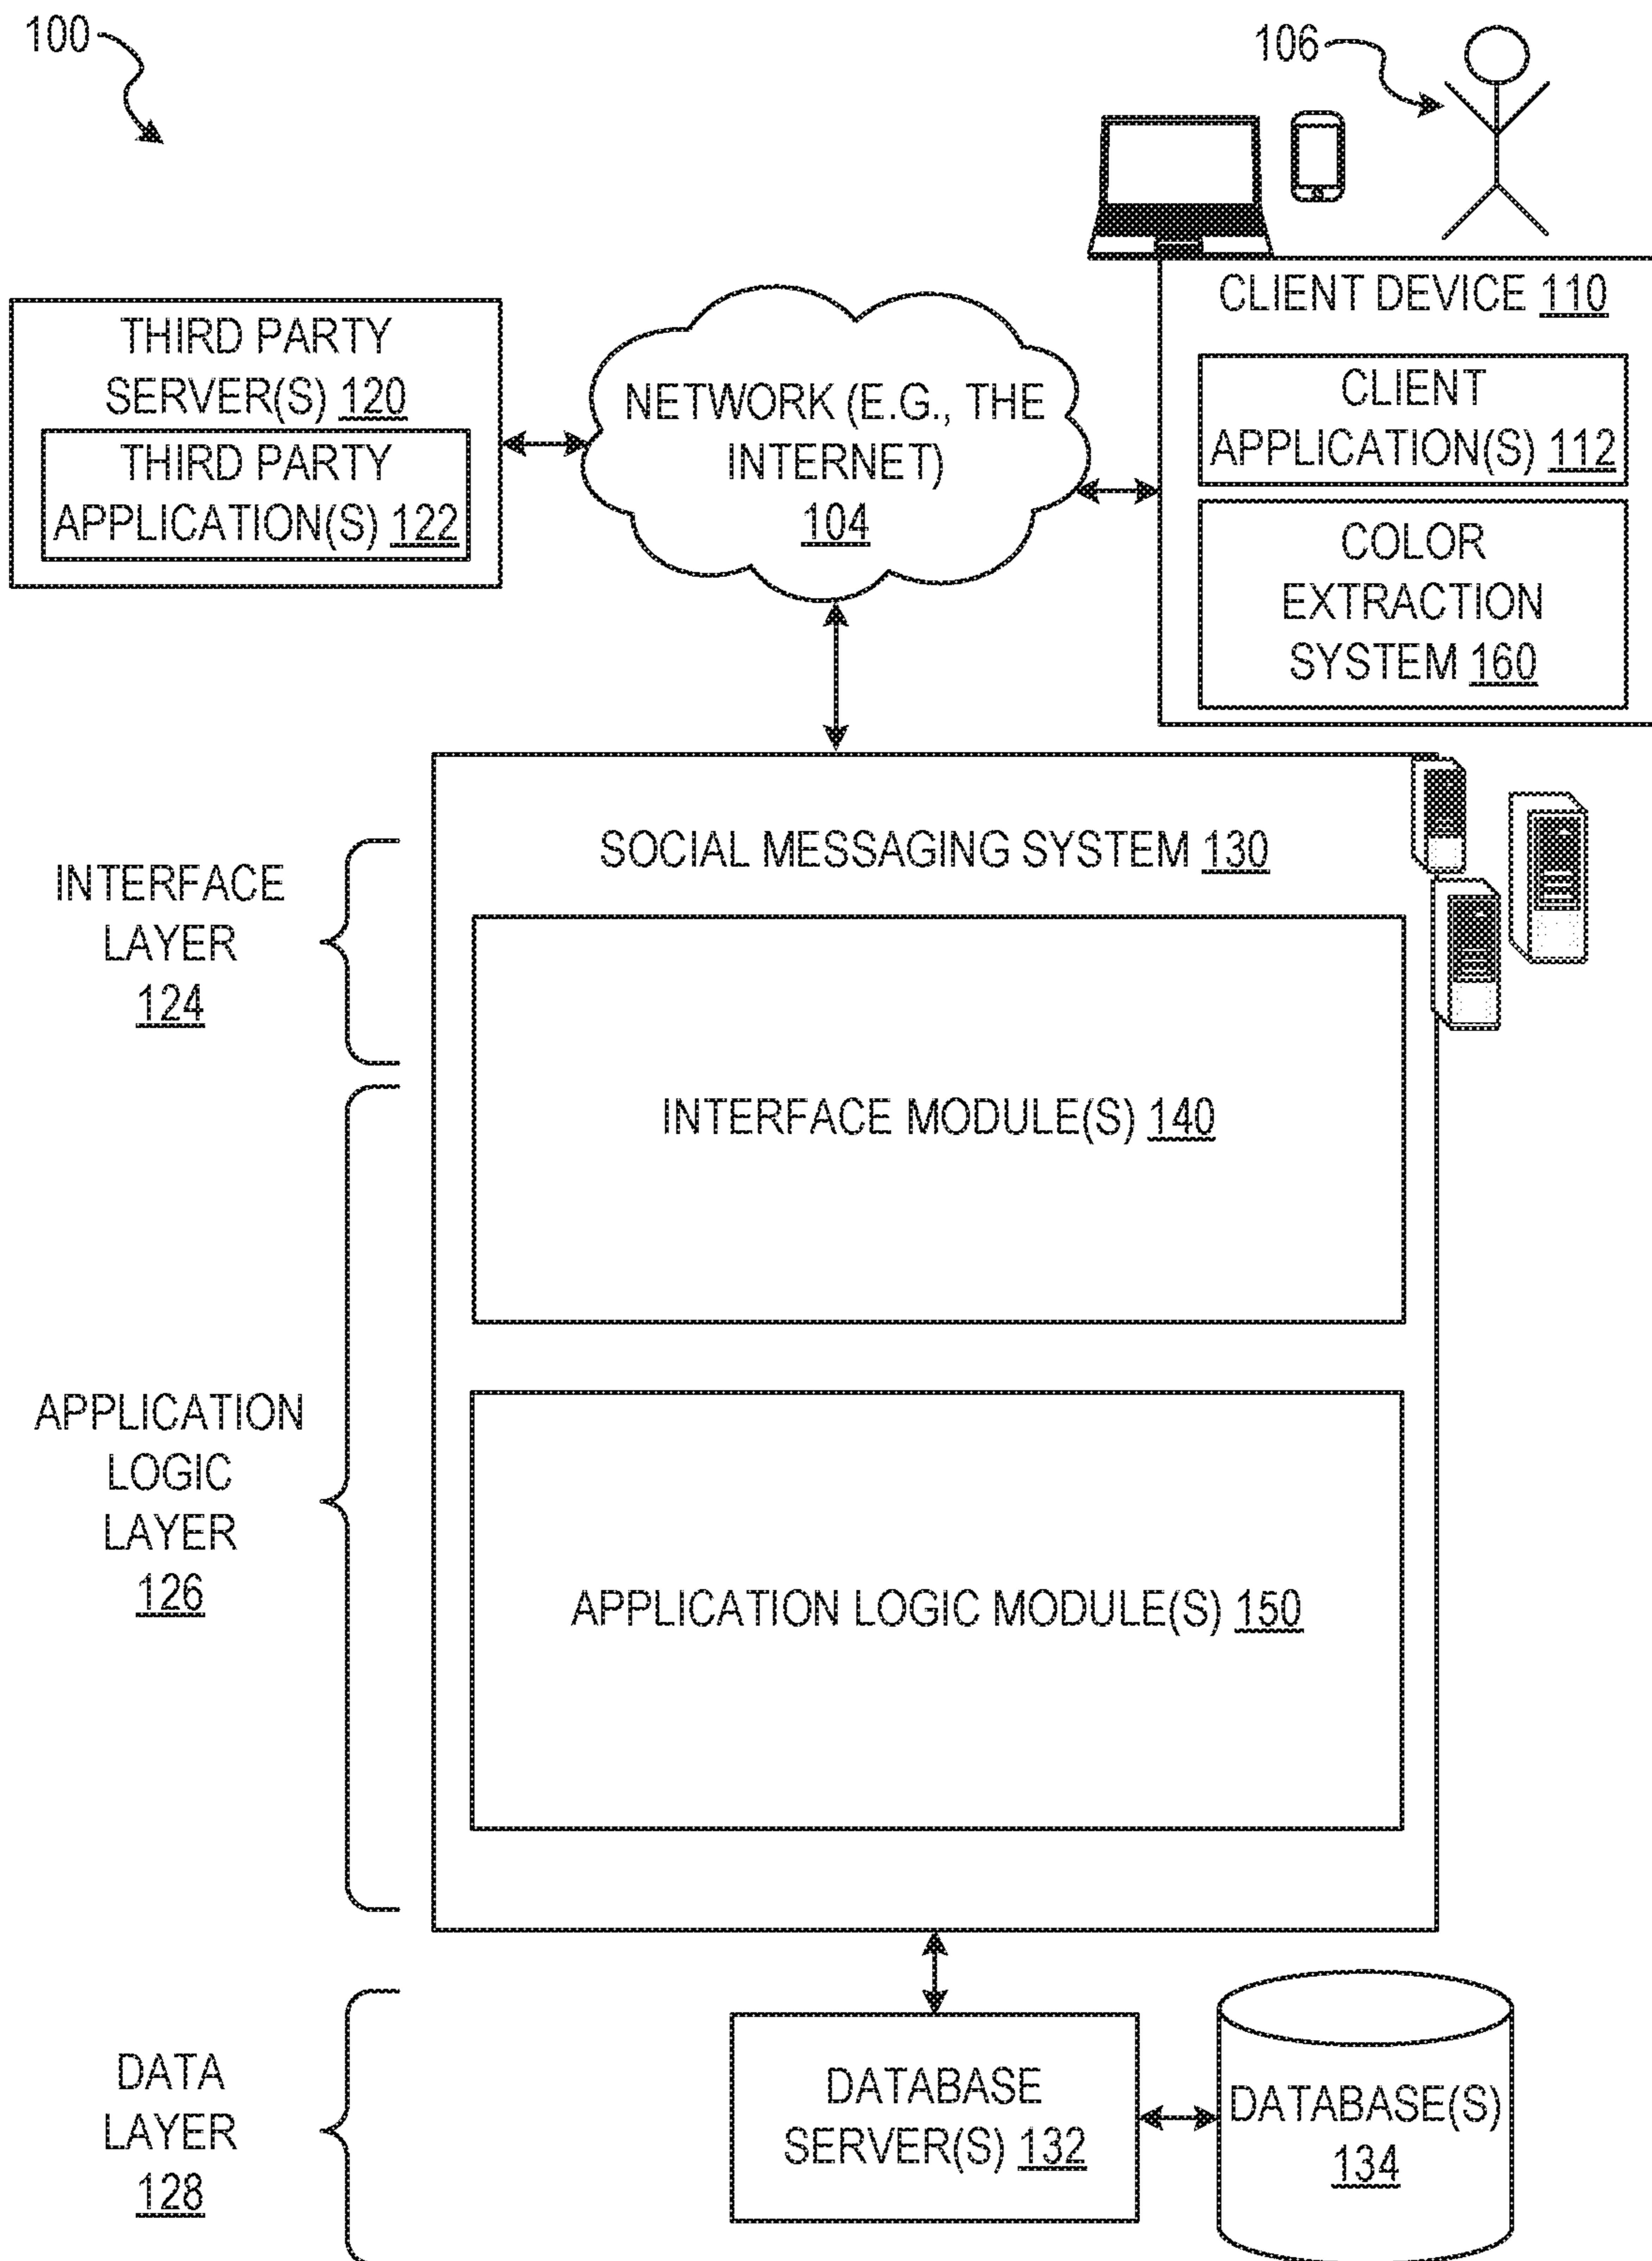 100
106
CLIENT DEVICE 110
THIRD PARTY
SERVER(S) 120
THIRD PARTY
APPLICATION(S) 122
NETWORK (E.G., THE
INTERNET)
104
CLIENT
APPLICATION(S) 112
COLOR
EXTRACTION
SYSTEM 160
SOCIAL MESSAGING SYSTEM 130
INTERFACE
LAYER
124
INTERFACE MODULE(S) 140
APPLICATION
LOGIC
LAYER
126
APPLICATION LOGIC MODULE(S) 150
DATA
LAYER
128
DATABASE
SERVER(S) 132
DATABASE(S)
134